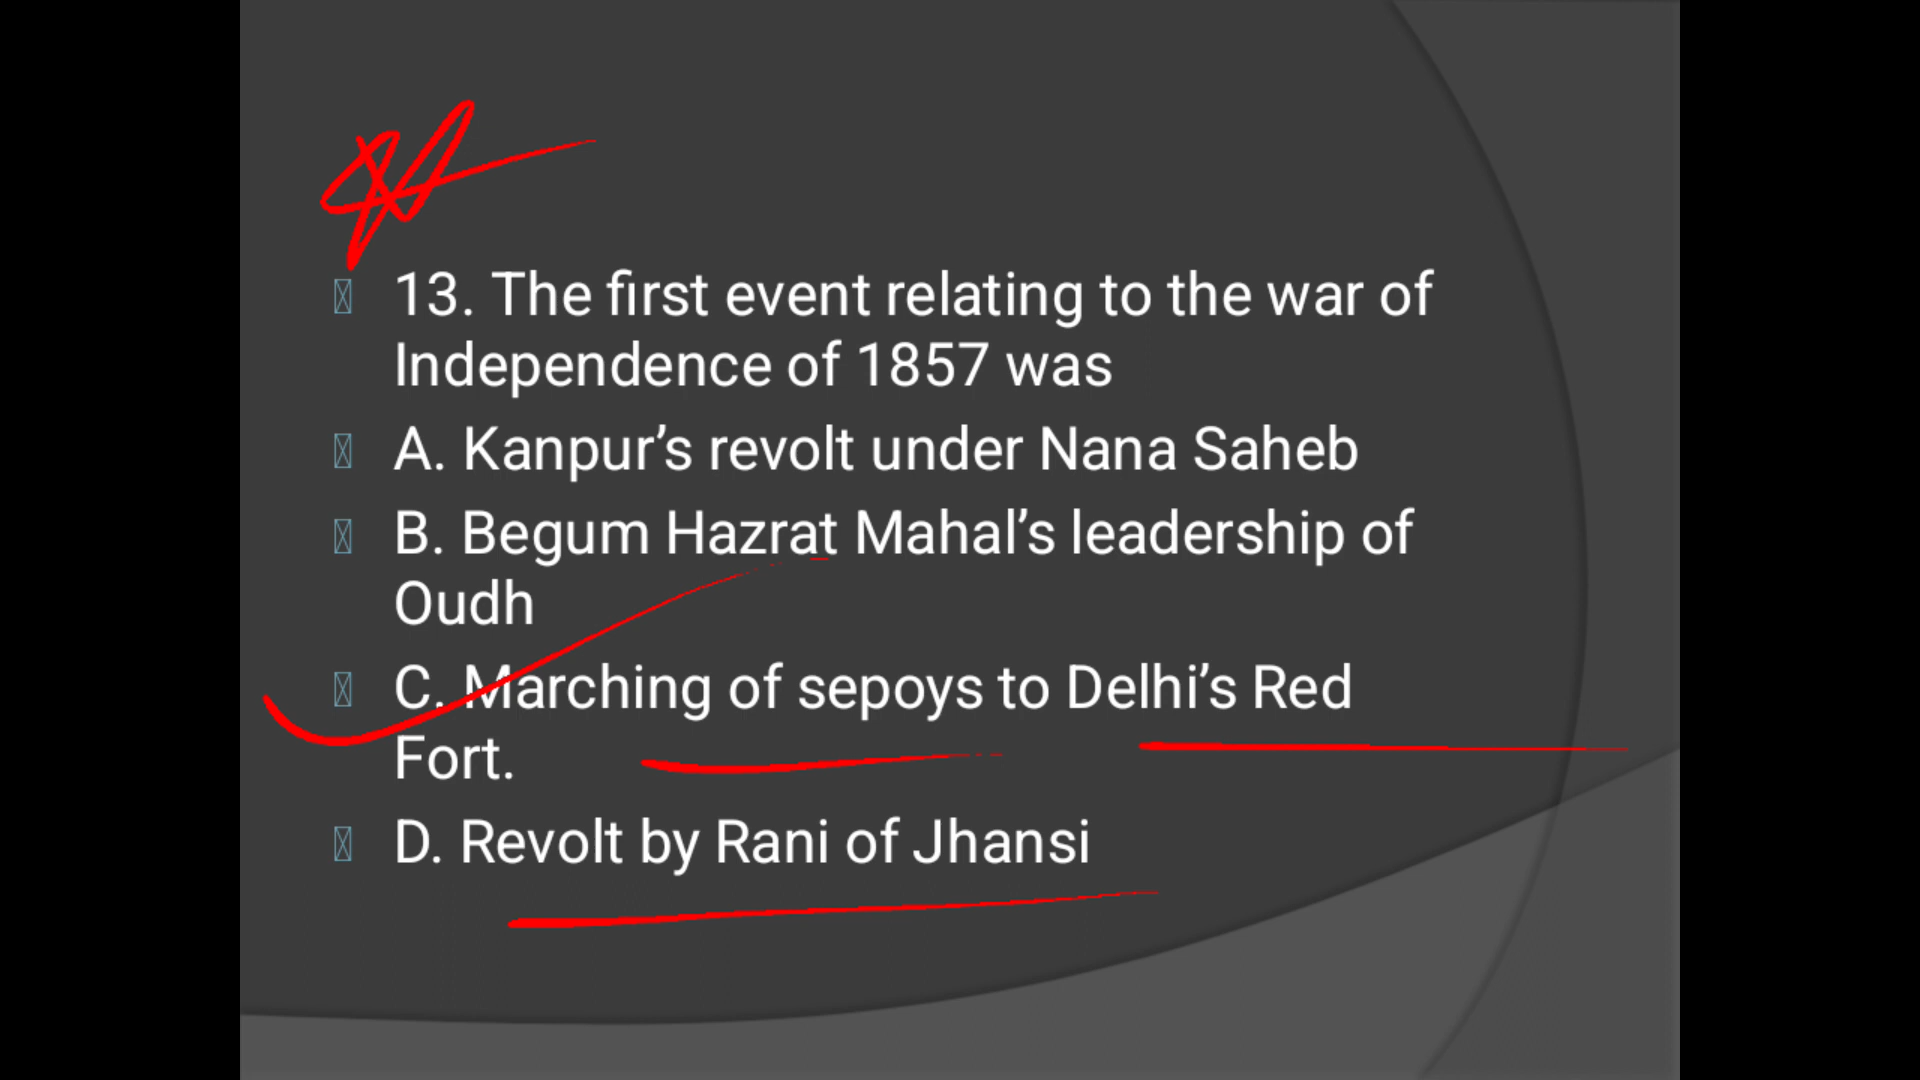 13. The first event relating to the war of
Independence of 1857 was
A. Kanpur’s revolt under Nana Saheb
B. Begum Hazrat Mahal’s leadership of
Oudh
C. Marching of sepoys to Delhi’s Red
Fort.
D. Revolt by Rani of Jhansi